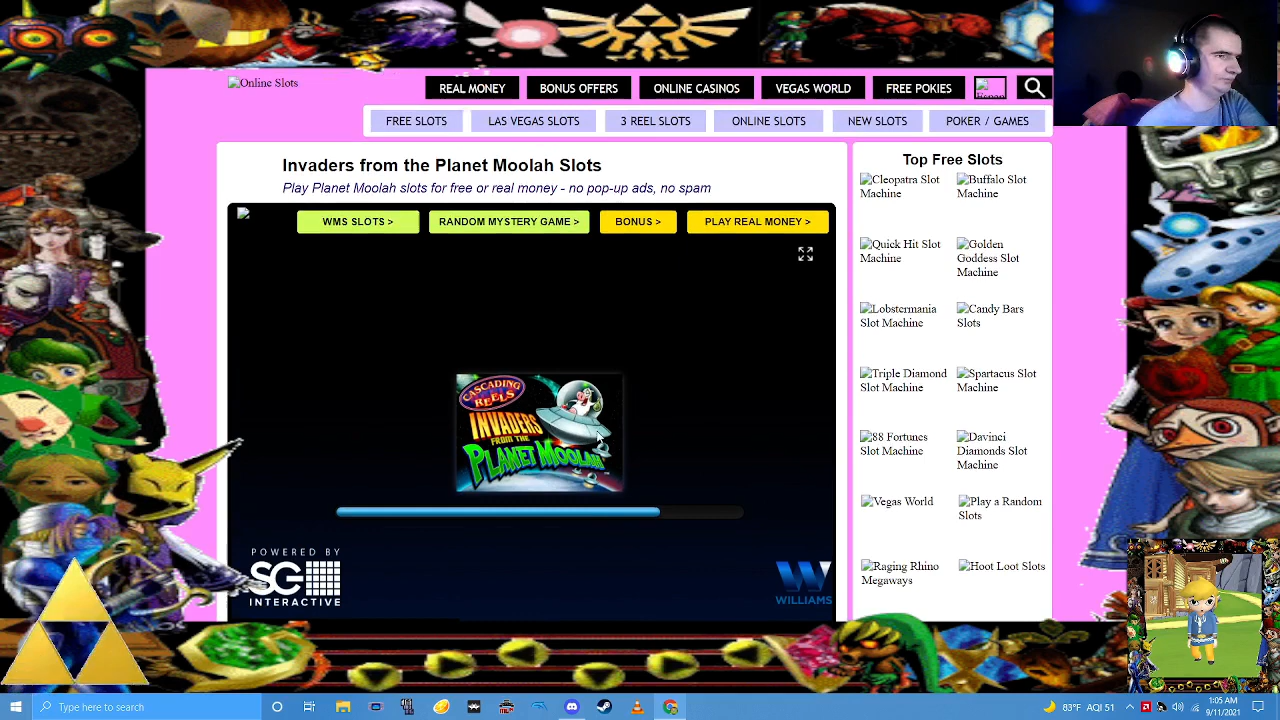 Online Slots
REAL MONEY
BONUS OFFERS
ONLINE CASINOS
VEGAS WORLD
FREE POKIES
FREE SLOTS
LAS VEGAS SLOTS
3 REEL SLOTS
ONLINE SLOTS
NEW SLOTS
POKER / GAMES
Invaders from the Planet Moolah Slots
Play Planet Moolah slots for free or real money - no pop-up ads, no spam
WMS SLOTS >
RANDOM MYSTERY GAME >
BONUS >
PLAY REAL MONEY >
CASCADING
REELS
INVADERS
FROM THE
PLANET MOOLAH
POWERED BY
SG
INTERACTIVE
W
WILLIAMS
Top Free Slots
Cleopatra Slot
Machine
Buffalo Slot
Machine
Quick Hit Slot
Machine
Golden
Goddess Slot
Machine
Lobstermania
Slot Machine
Candy Bars
Slots
Triple Diamond
Slot Machine
Spartacus Slot
Machine
88 Fortunes
Slot Machine
Davinci
Diamonds Slot
Machine
Vegas World
Play a Random
Slots
Raging Rhino
Megaways
Hoot Loot Slots
Type here to search
83°F AQI 51
1:05 AM
9/11/2021